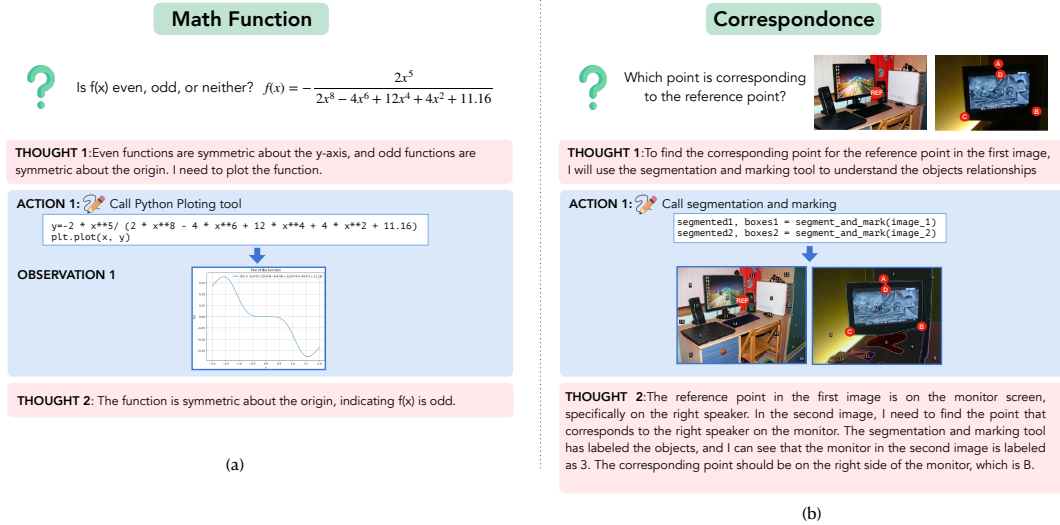 Math Function
Is f(x) even, odd, or neither? f(x) = − 2x⁵ / (2x⁸ − 4x⁶ + 12x⁴ + 4x² + 11.16)
THOUGHT 1:Even functions are symmetric about the y-axis, and odd functions are
symmetric about the origin. I need to plot the function.
ACTION 1: Call Python Ploting tool
y=-2 * x**5/ (2 * x**8 - 4 * x**6 + 12 * x**4 + 4 * x**2 + 11.16)
plt.plot(x, y)
OBSERVATION 1
Plot of the function
THOUGHT 2: The function is symmetric about the origin, indicating f(x) is odd.
(a)
Correspondonce
Which point is corresponding
to the reference point?
REF
A
D
C
B
THOUGHT 1:To find the corresponding point for the reference point in the first image,
I will use the segmentation and marking tool to understand the objects relationships
ACTION 1: Call segmentation and marking
segmented1, boxes1 = segment_and_mark(image_1)
segmented2, boxes2 = segment_and_mark(image_2)
REF
A
D
C
B
THOUGHT 2:The reference point in the first image is on the monitor screen,
specifically on the right speaker. In the second image, I need to find the point that
corresponds to the right speaker on the monitor. The segmentation and marking tool
has labeled the objects, and I can see that the monitor in the second image is labeled
as 3. The corresponding point should be on the right side of the monitor, which is B.
(b)